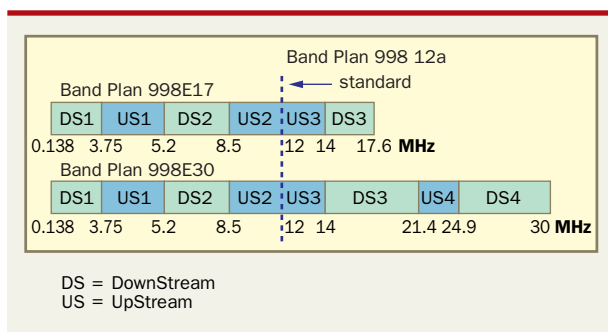 Band Plan 998 12a
standard
Band Plan 998E17
DS1 US1 DS2 US2 US3 DS3
0.138 3.75 5.2 8.5 12 14 17.6 MHz
Band Plan 998E30
DS1 US1 DS2 US2 US3 DS3 US4 DS4
0.138 3.75 5.2 8.5 12 14 21.4 24.9 30 MHz
DS = DownStream
US = UpStream